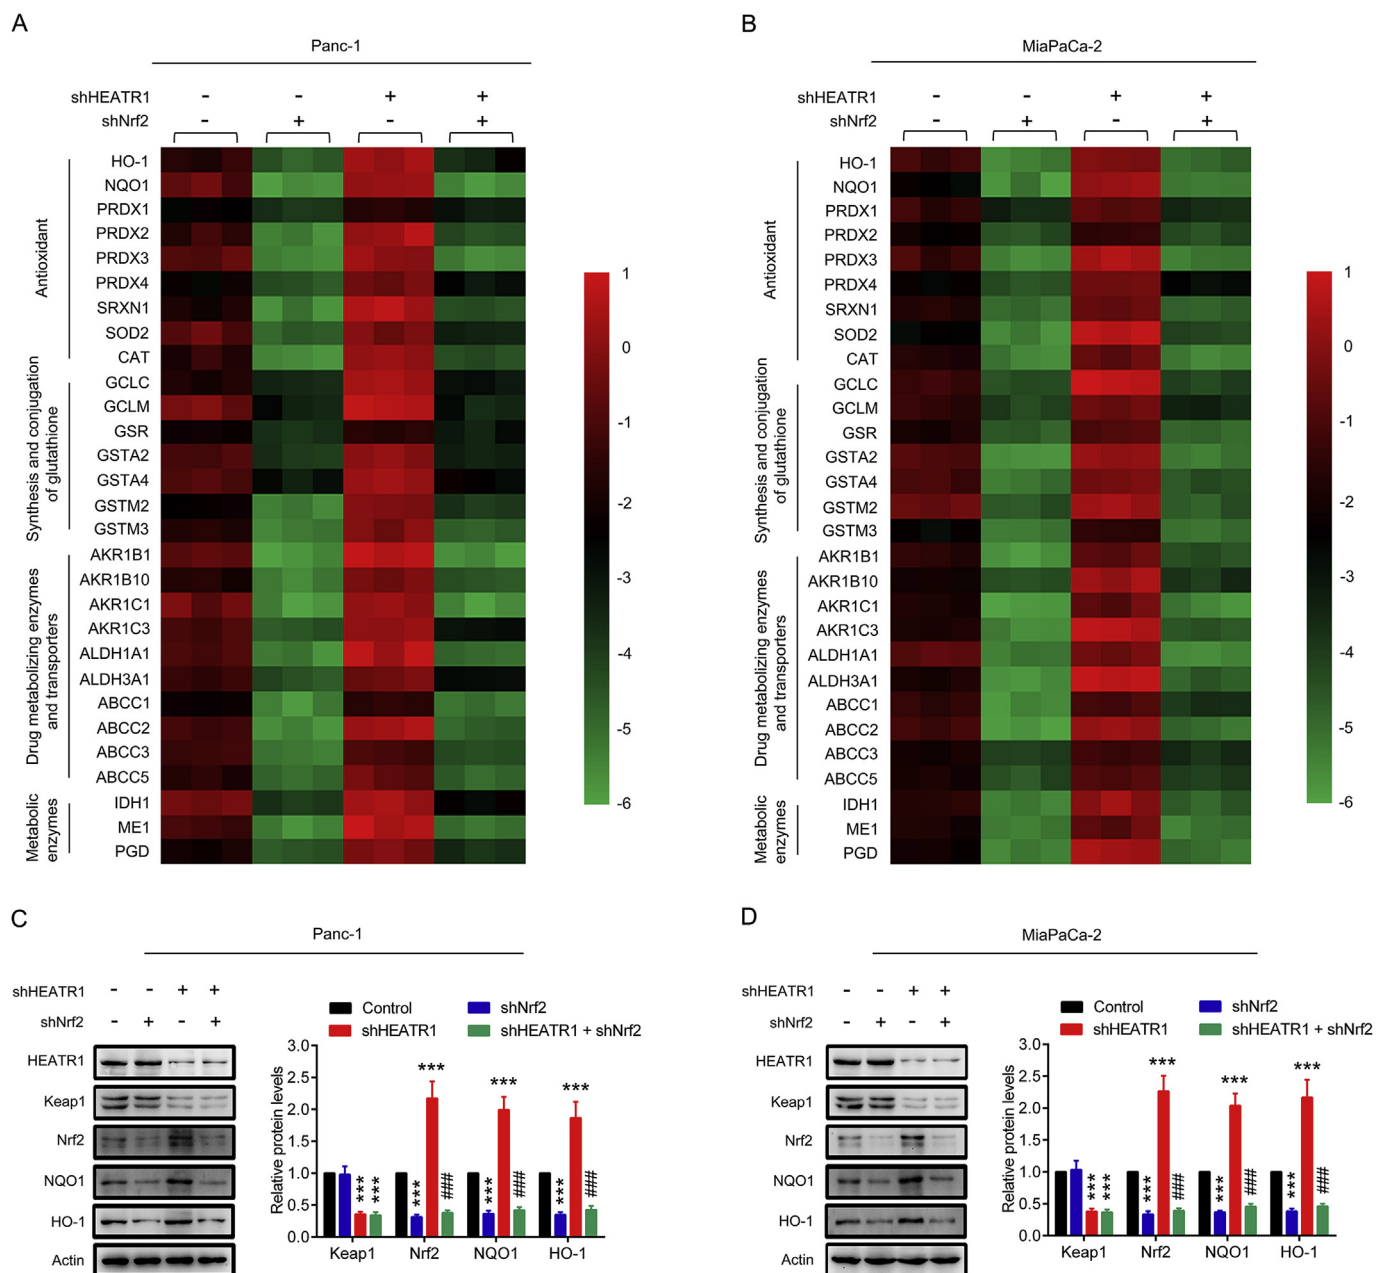 A
Panc-1
shHEATR1 - - + +
shNrf2 - + - +
Antioxidant
HO-1
NQO1
PRDX1
PRDX2
PRDX3
PRDX4
SRXN1
SOD2
CAT
Synthesis and conjugation
of glutathione
GCLC
GCLM
GSR
GSTA2
GSTA4
GSTM2
GSTM3
Drug metabolizing enzymes
and transporters
AKR1B1
AKR1B10
AKR1C1
AKR1C3
ALDH1A1
ALDH3A1
ABCC1
ABCC2
ABCC3
ABCC5
Metabolic
enzymes
IDH1
ME1
PGD
1
0
-1
-2
-3
-4
-5
-6
B
MiaPaCa-2
shHEATR1 - - + +
shNrf2 - + - +
Antioxidant
HO-1
NQO1
PRDX1
PRDX2
PRDX3
PRDX4
SRXN1
SOD2
CAT
Synthesis and conjugation
of glutathione
GCLC
GCLM
GSR
GSTA2
GSTA4
GSTM2
GSTM3
Drug metabolizing enzymes
and transporters
AKR1B1
AKR1B10
AKR1C1
AKR1C3
ALDH1A1
ALDH3A1
ABCC1
ABCC2
ABCC3
ABCC5
Metabolic
enzymes
IDH1
ME1
PGD
1
0
-1
-2
-3
-4
-5
-6
C
Panc-1
shHEATR1 - - + +
shNrf2 - + - +
HEATR1
Keap1
Nrf2
NQO1
HO-1
Actin
Control
shNrf2
shHEATR1
shHEATR1 + shNrf2
Relative protein levels
3.0
2.5
2.0
1.5
1.0
0.5
0.0
*** ***
*** *** ###
*** *** ###
*** *** ###
Keap1 Nrf2 NQO1 HO-1
D
MiaPaCa-2
shHEATR1 - - + +
shNrf2 - + - +
HEATR1
Keap1
Nrf2
NQO1
HO-1
Actin
Control
shNrf2
shHEATR1
shHEATR1 + shNrf2
Relative protein levels
3.0
2.5
2.0
1.5
1.0
0.5
0.0
*** ***
*** *** ###
*** *** ###
*** *** ###
Keap1 Nrf2 NQO1 HO-1